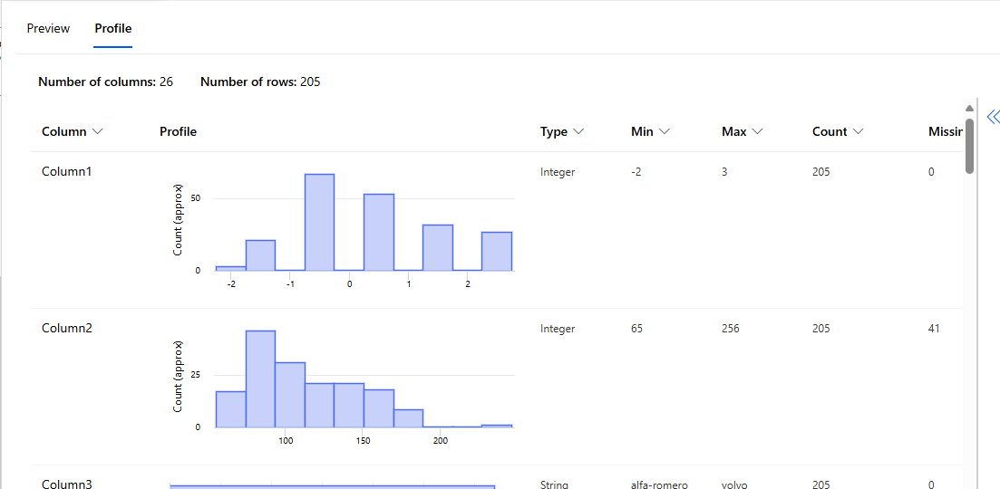 Preview Profile
Number of columns: 26 Number of rows: 205
Column Profile Type Min Max Count Missin
Column1 Integer -2 3 205 0
Count (approx)
50
0
-2 -1 0 1 2
Column2 Integer 65 256 205 41
Count (approx)
25
0
100 150 200
Column3 String alfa-romero volvo 205 0